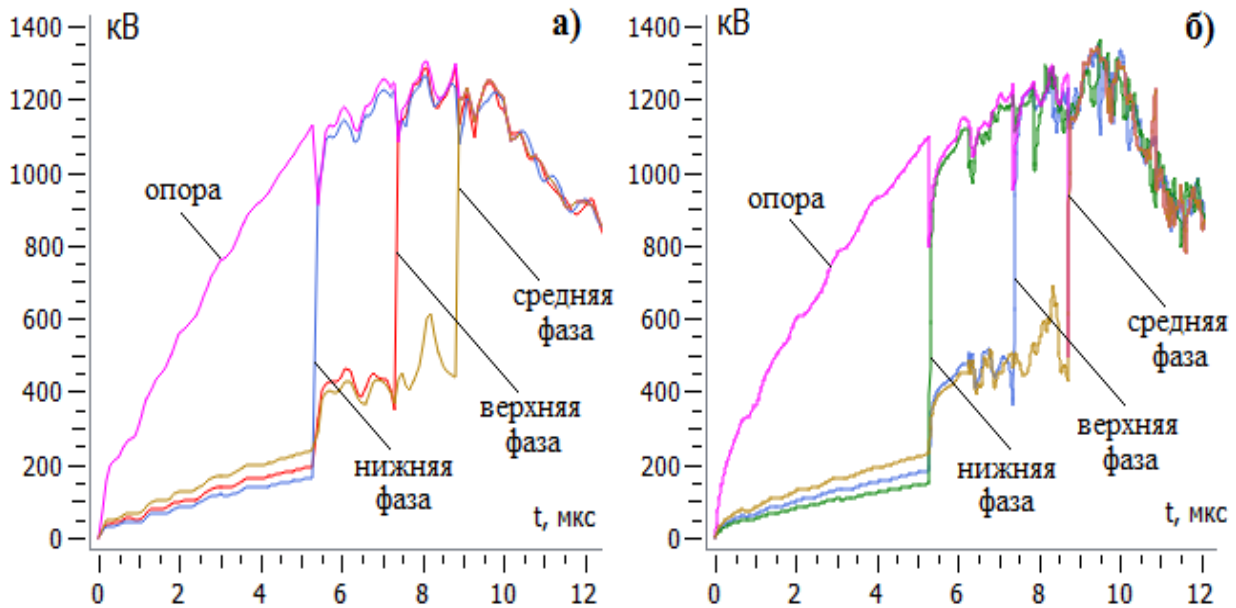 1400
кВ
а)
1200
1000
опора
800
600
средняя
фаза
400
верхняя
фаза
200
нижняя
фаза
t, мкс
0
0 2 4 6 8 10 12
1400
кВ
б)
1200
1000
опора
800
600
средняя
фаза
400
верхняя
фаза
200
нижняя
фаза
t, мкс
0
0 2 4 6 8 10 12